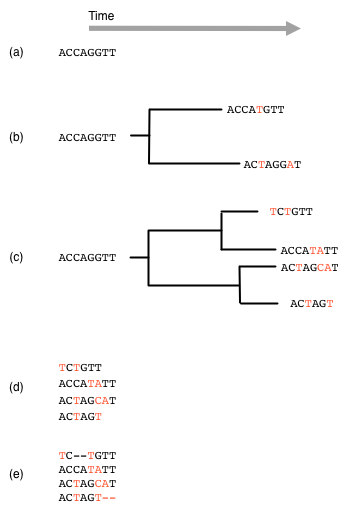 Time
(a) ACCAGGTT
ACCATGTT
(b) ACCAGGTT
ACTAGGAT
TCTGTT
ACCATATT
(c) ACCAGGTT
ACTAGCAT
ACTAGT
TCTGTT
(d) ACCATATT
ACTAGCAT
ACTAGT
TC--TGTT
(e) ACCATATT
ACTAGCAT
ACTAGT--